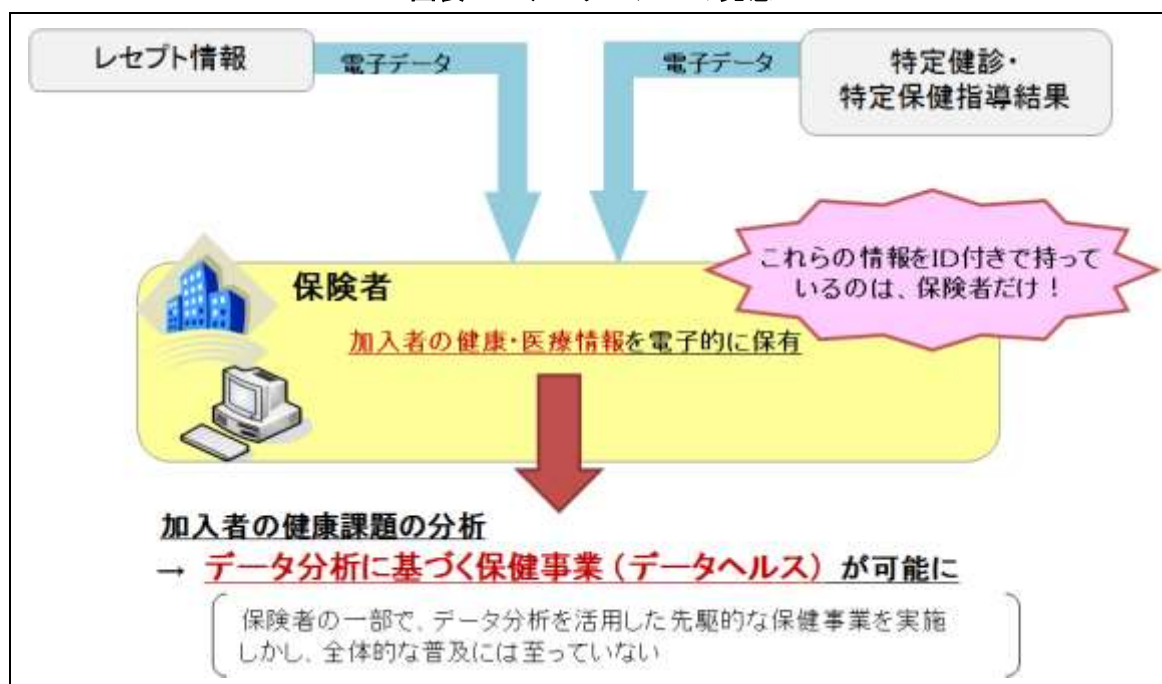 レセプト情報
電子データ
電子データ
特定健診・
特定保健指導結果
これらの情報をID付きで持って
いるのは、保険者だけ！
保険者
加入者の健康・医療情報を電子的に保有
加入者の健康課題の分析
→ データ分析に基づく保健事業（データヘルス）が可能に
保険者の一部で、データ分析を活用した先駆的な保健事業を実施
しかし、全体的な普及には至っていない